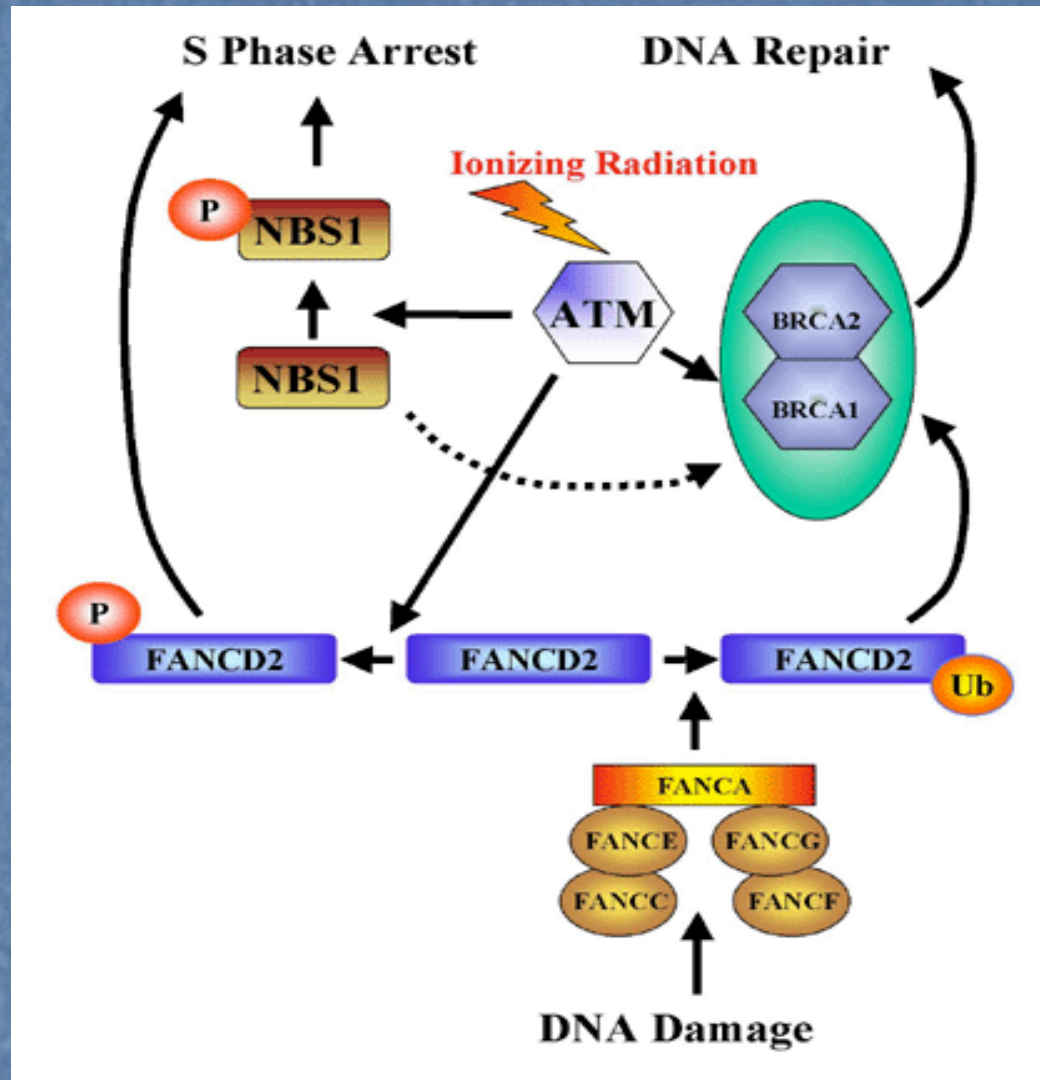 S Phase Arrest
DNA Repair
Ionizing Radiation
P
NBS1
ATM
BRCA2
NBS1
BRCA1
P
FANCD2
FANCD2
FANCD2
Ub
FANCA
FANCE
FANCG
FANCC
FANCF
DNA Damage